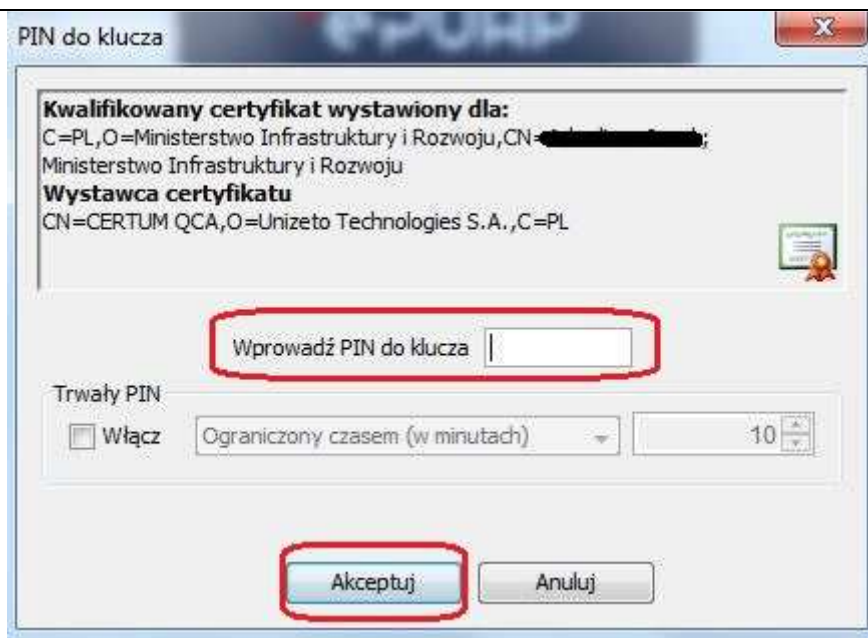 ePUAP
PIN do klucza
Kwalifikowany certyfikat wystawiony dla:
C=PL,O=Ministerstwo Infrastruktury i Rozwoju,CN=
Ministerstwo Infrastruktury i Rozwoju
Wystawca certyfikatu
CN=CERTUM QCA,O=Unizeto Technologies S.A.,C=PL
Wprowadź PIN do klucza
Trwały PIN
Włącz Ograniczony czasem (w minutach) 10
Akceptuj Anuluj